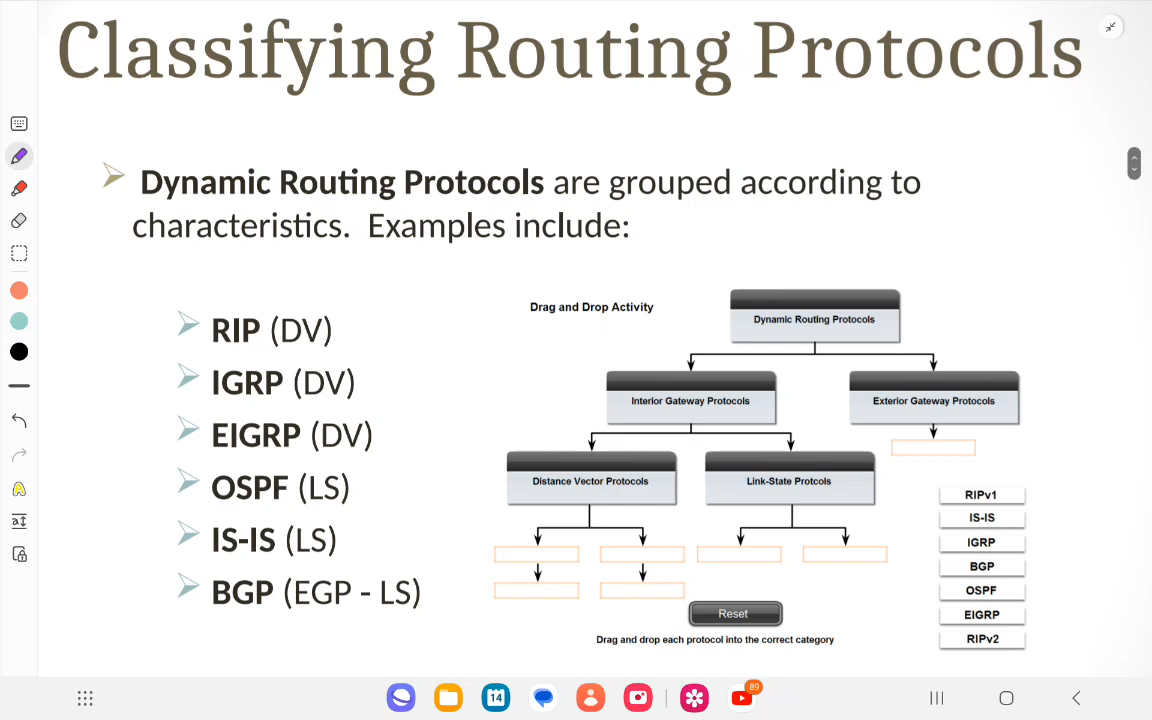 Classifying Routing Protocols
Dynamic Routing Protocols are grouped according to
characteristics. Examples include:
RIP (DV)
IGRP (DV)
EIGRP (DV)
OSPF (LS)
IS-IS (LS)
BGP (EGP - LS)
Drag and Drop Activity
Dynamic Routing Protocols
Interior Gateway Protocols
Exterior Gateway Protocols
Distance Vector Protocols
Link-State Protcols
RIPv1
IS-IS
IGRP
BGP
OSPF
EIGRP
RIPv2
Reset
Drag and drop each protocol into the correct category
14
89